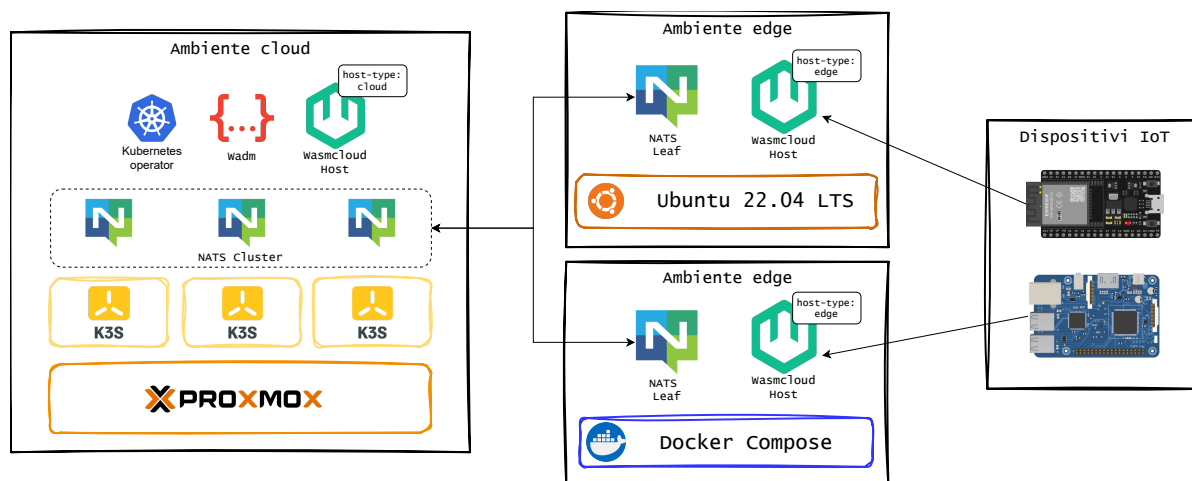 Ambiente cloud
host-type:
cloud
Kubernetes
operator
Wadm
Wasmcloud
Host
NATS Cluster
K3S
K3S
K3S
PROXMOX
Ambiente edge
host-type:
edge
NATS
Leaf
Wasmcloud
Host
Ubuntu 22.04 LTS
Ambiente edge
host-type:
edge
NATS
Leaf
Wasmcloud
Host
Docker Compose
Dispositivi IoT